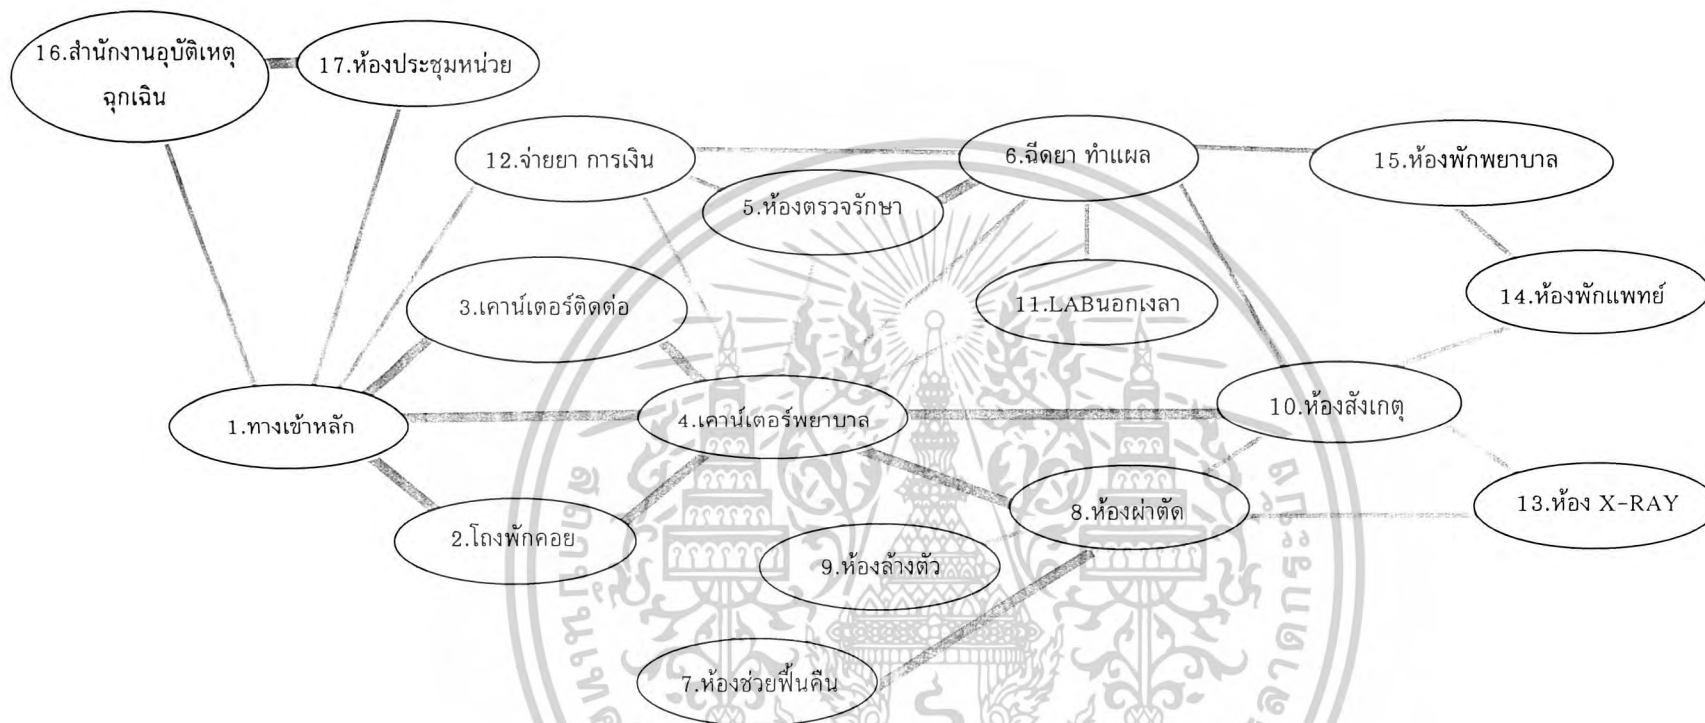 16.สำนักงานอุบัติเหตุ
ฉุกเฉิน
17.ห้องประชุมหน่วย
12.จ่ายยา การเงิน
6.ฉีดยา ทำแผล
15.ห้องพักพยาบาล
5.ห้องตรวจรักษา
3.เคาน์เตอร์ติดต่อ
11.LABนอกเงลา
14.ห้องพักแพทย์
1.ทางเข้าหลัก
4.เคาน์เตอร์พยาบาล
10.ห้องสังเกตุ
2.โถงพักคอย
8.ห้องผ่าตัด
13.ห้อง X-RAY
9.ห้องล้างตัว
7.ห้องช่วยฟื้นคืน